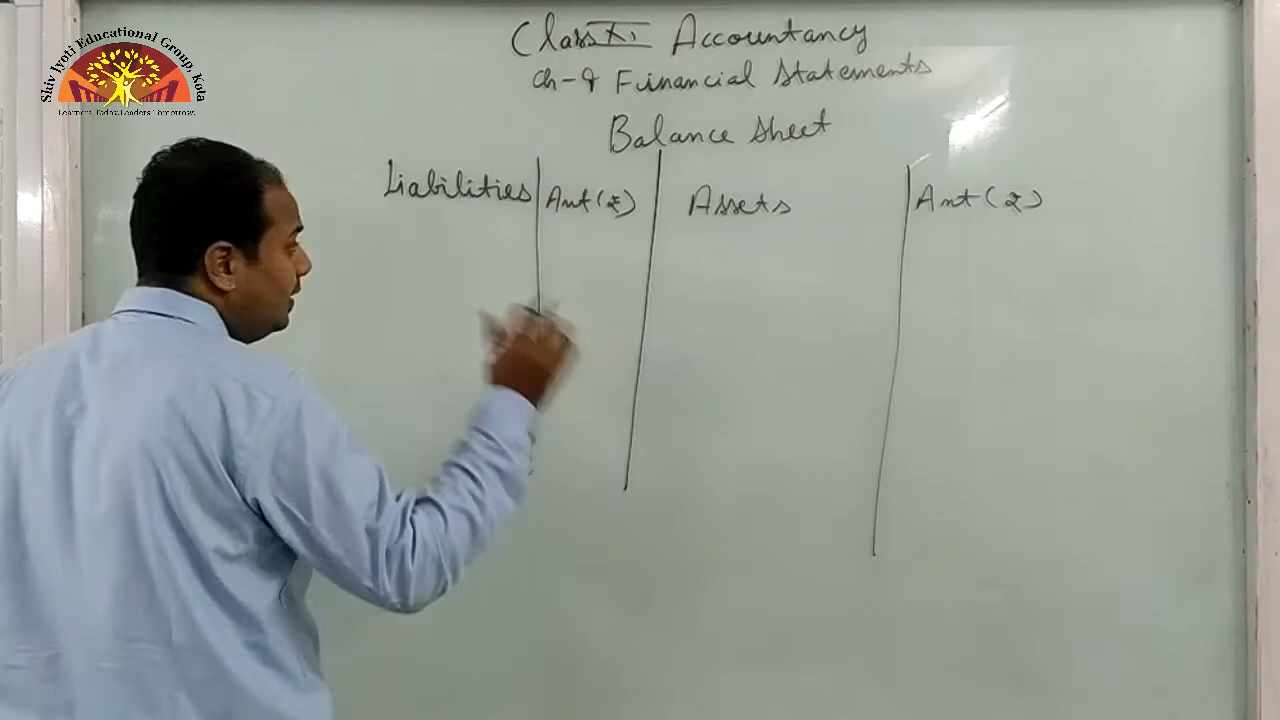 Shiv Jyoti Educational Group, Kota
Class XI Accountancy
Ch-9 Financial Statements
Balance Sheet
Liabilities Amt (₹) Assets Amt (₹)